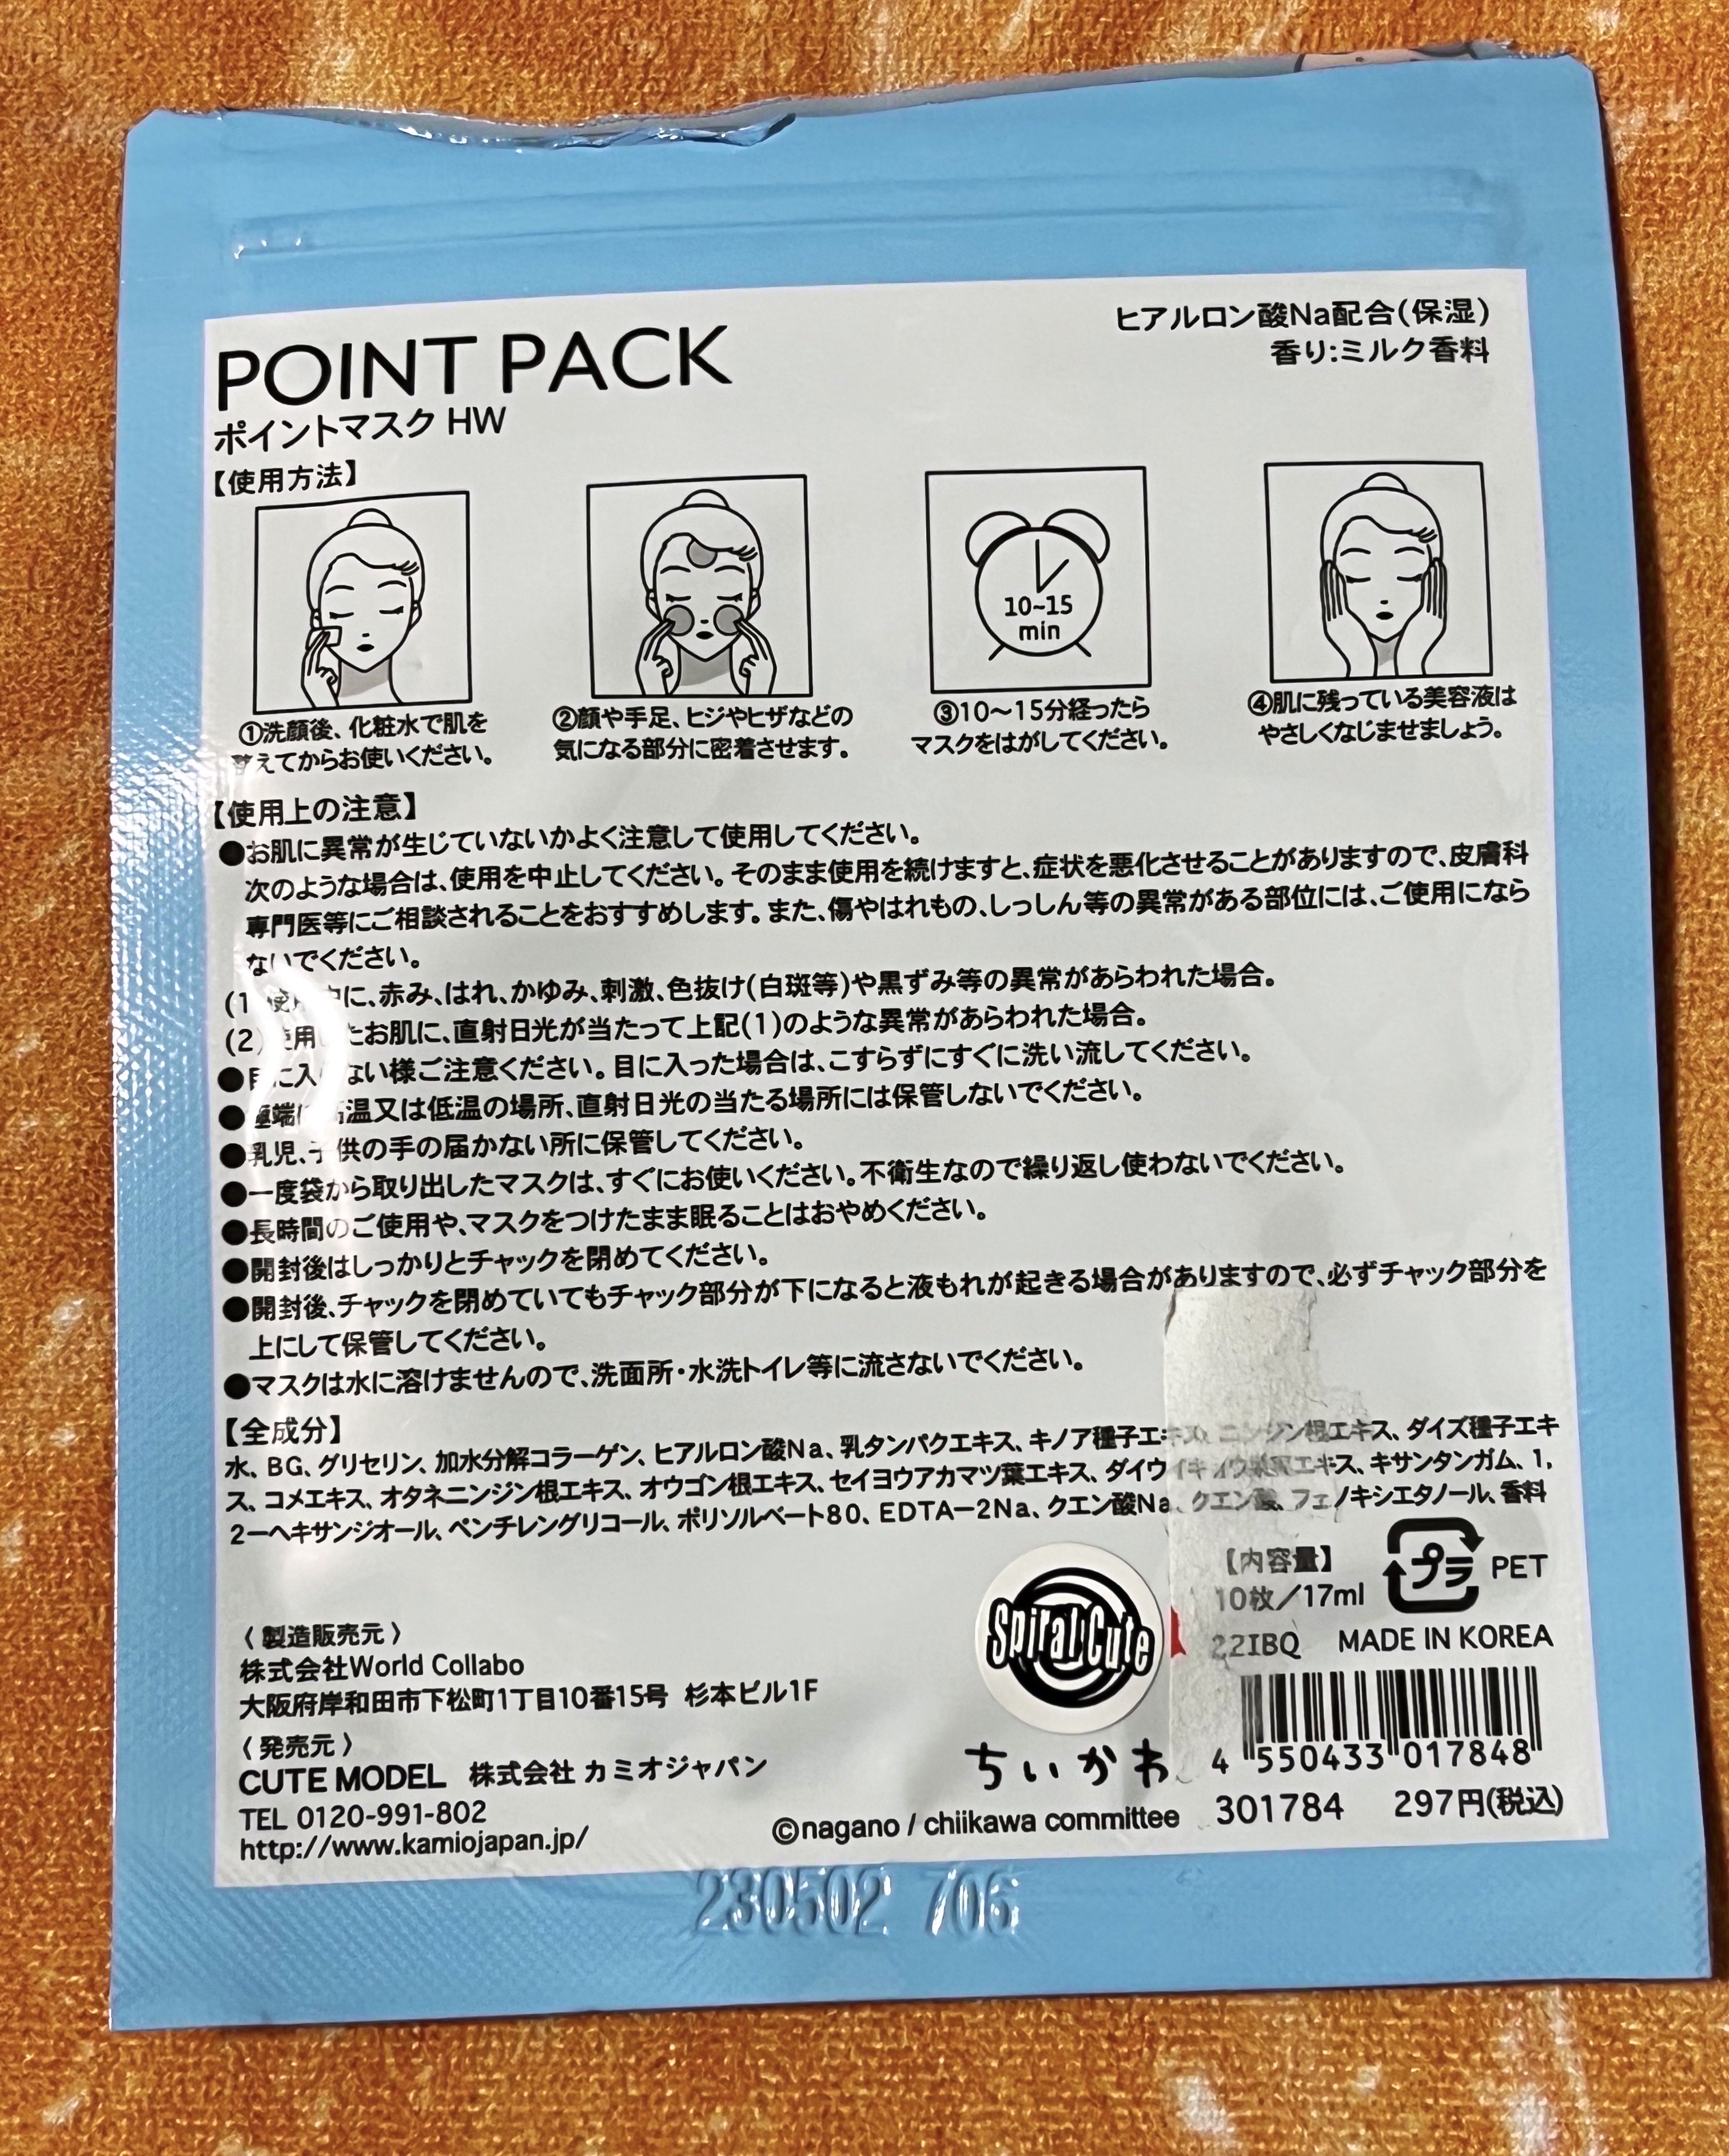 POINT PACK
ポイントマスク HW
ヒアルロン酸Na配合(保湿)
香り:ミルク香料
【使用方法】
10~15
min
①洗顔後、化粧水で肌を
整えてからお使いください。
②顔や手足、ヒジやヒザなどの
気になる部分に密着させます。
③10〜15分経ったら
マスクをはがしてください。
④肌に残っている美容液は
やさしくなじませましょう。
【使用上の注意】
●お肌に異常が生じていないかよく注意して使用してください。
次のような場合は、使用を中止してください。そのまま使用を続けますと、症状を悪化させることがありますので、皮膚科
専門医等にご相談されることをおすすめします。また、傷やはれもの、しっしん等の異常がある部位には、ご使用になら
ないでください。
(1)使用中に、赤み、はれ、かゆみ、刺激、色抜け(白斑等)や黒ずみ等の異常があらわれた場合。
(2)使用したお肌に、直射日光が当たって上記(1)のような異常があらわれた場合。
●目に入らない様ご注意ください。目に入った場合は、こすらずにすぐに洗い流してください。
●極端に高温又は低温の場所、直射日光の当たる場所には保管しないでください。
●乳児、子供の手の届かない所に保管してください。
●一度袋から取り出したマスクは、すぐにお使いください。不衛生なので繰り返し使わないでください。
●長時間のご使用や、マスクをつけたまま眠ることはおやめください。
●開封後はしっかりとチャックを閉めてください。
●開封後、チャックを閉めていてもチャック部分が下になると液もれが起きる場合がありますので、必ずチャック部分を
上にして保管してください。
●マスクは水に溶けませんので、洗面所・水洗トイレ等に流さないでください。
【全成分】
水、BG、グリセリン、加水分解コラーゲン、ヒアルロン酸Na、乳タンパクエキス、キノア種子エキス、ニンジン根エキス、ダイズ種子エキ
ス、コメエキス、オタネニンジン根エキス、オウゴン根エキス、セイヨウアカマツ葉エキス、ダイウイキョウ果実エキス、キサンタンガム、1,
2ーヘキサンジオール、ペンチレングリコール、ポリソルベート80、EDTAー2Na、クエン酸Na、クエン酸、フェノキシエタノール、香料
【内容量】
10枚/17ml
プラ PET
22IBQ MADE IN KOREA
〈製造販売元〉
株式会社World Collabo
大阪府岸和田市下松町1丁目10番15号 杉本ビル1F
〈発売元〉
CUTE MODEL 株式会社 カミオジャパン
TEL 0120-991-802
http://www.kamiojapan.jp/
Spiral Cute
ちいかわ
©nagano / chiikawa committee
4 550433 017848
301784 297円(税込)
230502 706